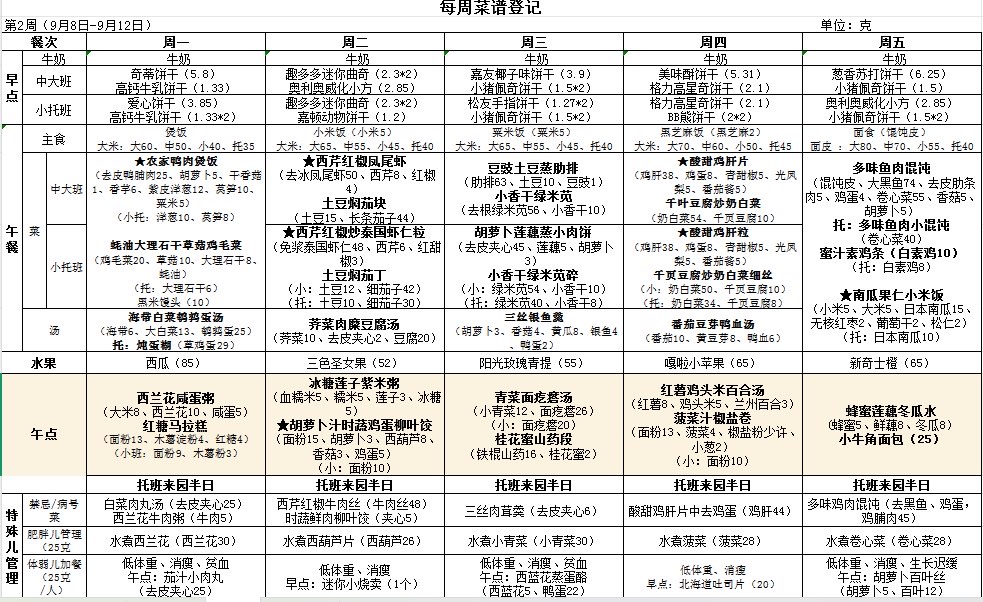 每周菜谱登记
第2周（9月8日-9月12日） 单位：克
餐次 周一 周二 周三 周四 周五
早点
牛奶 牛奶 牛奶 牛奶 牛奶 牛奶
中大班
奇蒂饼干（5.8）
高钙牛乳饼干（1.33）
趣多多迷你曲奇（2.3*2）
奥利奥威化小方（2.85）
嘉友椰子味饼干（3.9）
小猪佩奇饼干（1.5*2）
美味酥饼干（5.31）
格力高星奇饼干（2.1）
葱香苏打饼干（6.25）
小猪佩奇饼干（1.5）
小托班
爱心饼干（3.85）
高钙牛乳饼干（1.33*2）
趣多多迷你曲奇（2.3*2）
嘉顿动物饼干（1.2）
松友手指饼干（1.27*2）
小猪佩奇饼干（1.5*2）
格力高星奇饼干（2.1）
BB熊饼干（2*2）
奥利奥威化小方（2.85）
小猪佩奇饼干（1.5*2）
午餐
主食
煲饭
大米：大60、中50、小40、托35
小米饭（小米5）
大米：大65、中55、小45、托40
粟米饭（粟米5）
大米：大65、中55、小45、托40
黑芝麻饭（黑芝麻2）
大米：大70、中60、小50、托45
面食（馄饨皮）
面皮：大80、中70、小55、托40
菜
中大班
★农家鸭肉煲饭
（去皮鸭脯肉25、胡萝卜5、干香菇
1、香芋6、紫皮洋葱12、莴笋10、
粟米5）
（小托：洋葱10、莴笋8）
★西芹红椒凤尾虾
（去冰凤尾虾50、西芹8、红椒
4）
土豆焖茄块
（土豆15、长条茄子44）
豆豉土豆蒸肋排
（肋排63、土豆10、豆豉1）
小香干绿米苋
（去根绿米苋56、小香干10）
★酸甜鸡肝片
（鸡肝38、鸡蛋8、青甜椒5、光凤
梨5、番茄酱5）
千叶豆腐炒奶白菜
（奶白菜54、千页豆腐10）
多味鱼肉馄饨
（馄饨皮、大黑鱼74、去皮肋条
肉5、鸡蛋4、卷心菜55、香菇5、
胡萝卜5）
托：多味鱼肉小馄饨
（卷心菜40）
蜜汁素鸡条（白素鸡10）
（托：白素鸡8）
小托班
蚝油大理石干草菇鸡毛菜
（鸡毛菜20、草菇10、大理石干8、
蚝油）
（托：大理石干6）
黑米馒头（10）
★西芹红椒炒泰国虾仁粒
（免浆泰国虾仁48、西芹6、红甜
椒3）
土豆焖茄丁
（小：土豆12、细茄子42）
（托：土豆10、细茄子30）
胡萝卜莲藕蒸小肉饼
（去皮夹心45、莲藕5、胡萝卜
3）
小香干绿米苋碎
（小：绿米苋54、小香干10）
（托：绿米苋40、小香干8）
★酸甜鸡肝粒
（鸡肝38、鸡蛋8、青甜椒5、光凤
梨5、番茄酱5）
千页豆腐炒奶白菜细丝
（小：奶白菜50、千页豆腐10）
（托：奶白菜34、千页豆腐8）
★南瓜果仁小米饭
（小米5、大米5、日本南瓜15、
无核红枣2、葡萄干2、松仁2）
（托：日本南瓜10）
汤
海带白菜鹌鹑蛋汤
（海带6、大白菜13、鹌鹑蛋25）
托：炖蛋糊（草鸡蛋29）
荠菜肉糜豆腐汤
（荠菜10、去皮夹心2、豆腐20）
三丝银鱼羹
（胡萝卜3、香菇4、黄瓜8、银鱼4
、鸭蛋2）
番茄豆芽鸭血汤
（番茄10、黄豆芽8、鸭血6）
水果 西瓜（85） 三色圣女果（52） 阳光玫瑰青提（55） 嘎啦小苹果（65） 新奇士橙（65）
午点
西兰花咸蛋粥
（大米8、西兰花10、咸蛋5）
红糖马拉糕
（面粉13、木薯淀粉4、红糖4）
（小班：面粉9、木薯粉3）
冰糖莲子紫米粥
（血糯米5、糯米5、莲子3、冰糖
5）
★胡萝卜汁时蔬鸡蛋柳叶饺
（面粉15、胡萝卜3、西葫芦8、
香菇3、鸡蛋5）
（小：面粉10）
青菜面疙瘩汤
（小青菜12、面疙瘩26）
（小：面疙瘩20）
桂花蜜山药段
（铁棍山药16、桂花蜜2）
红薯鸡头米百合汤
（红薯8、鸡头米5、兰州百合3）
菠菜汁椒盐卷
（面粉13、菠菜4、椒盐粉少许、
小葱2）
（小：面粉10）
蜂蜜莲藕冬瓜水
（蜂蜜5、鲜藕8、冬瓜8）
小牛角面包（25）
托班来园半日 托班来园半日 托班来园半日 托班来园半日 托班来园半日
特殊儿管理
禁忌/病号
菜
白菜肉丸汤（去皮夹心25）
西兰花牛肉粥（牛肉5）
西芹红椒牛肉丝（牛肉丝48）
时蔬鲜肉柳叶饺（夹心5）
三丝肉茸羹（去皮夹心6）
酸甜鸡肝片中去鸡蛋（鸡肝44）
多味鸡肉馄饨（去黑鱼、鸡蛋，
鸡脯肉45）
肥胖儿管理
（25克
水煮西兰花（西兰花30） 水煮西葫芦片（西葫芦26） 水煮小青菜（小青菜30） 水煮菠菜（菠菜28） 水煮卷心菜（卷心菜28）
体弱儿加餐
（25克
/人）
低体重、消瘦、贫血
午点：茄汁小肉丸
（去皮夹心25）
低体重、消瘦
早点：迷你小烧卖（1个）
低体重、消瘦、贫血
午点：西蓝花蒸蛋酪
（西蓝花5、鸭蛋22）
低体重、消瘦
早点：北海道吐司片（20）
低体重、消瘦、生长迟缓
午点：胡萝卜百叶丝
（胡萝卜5、百叶12）